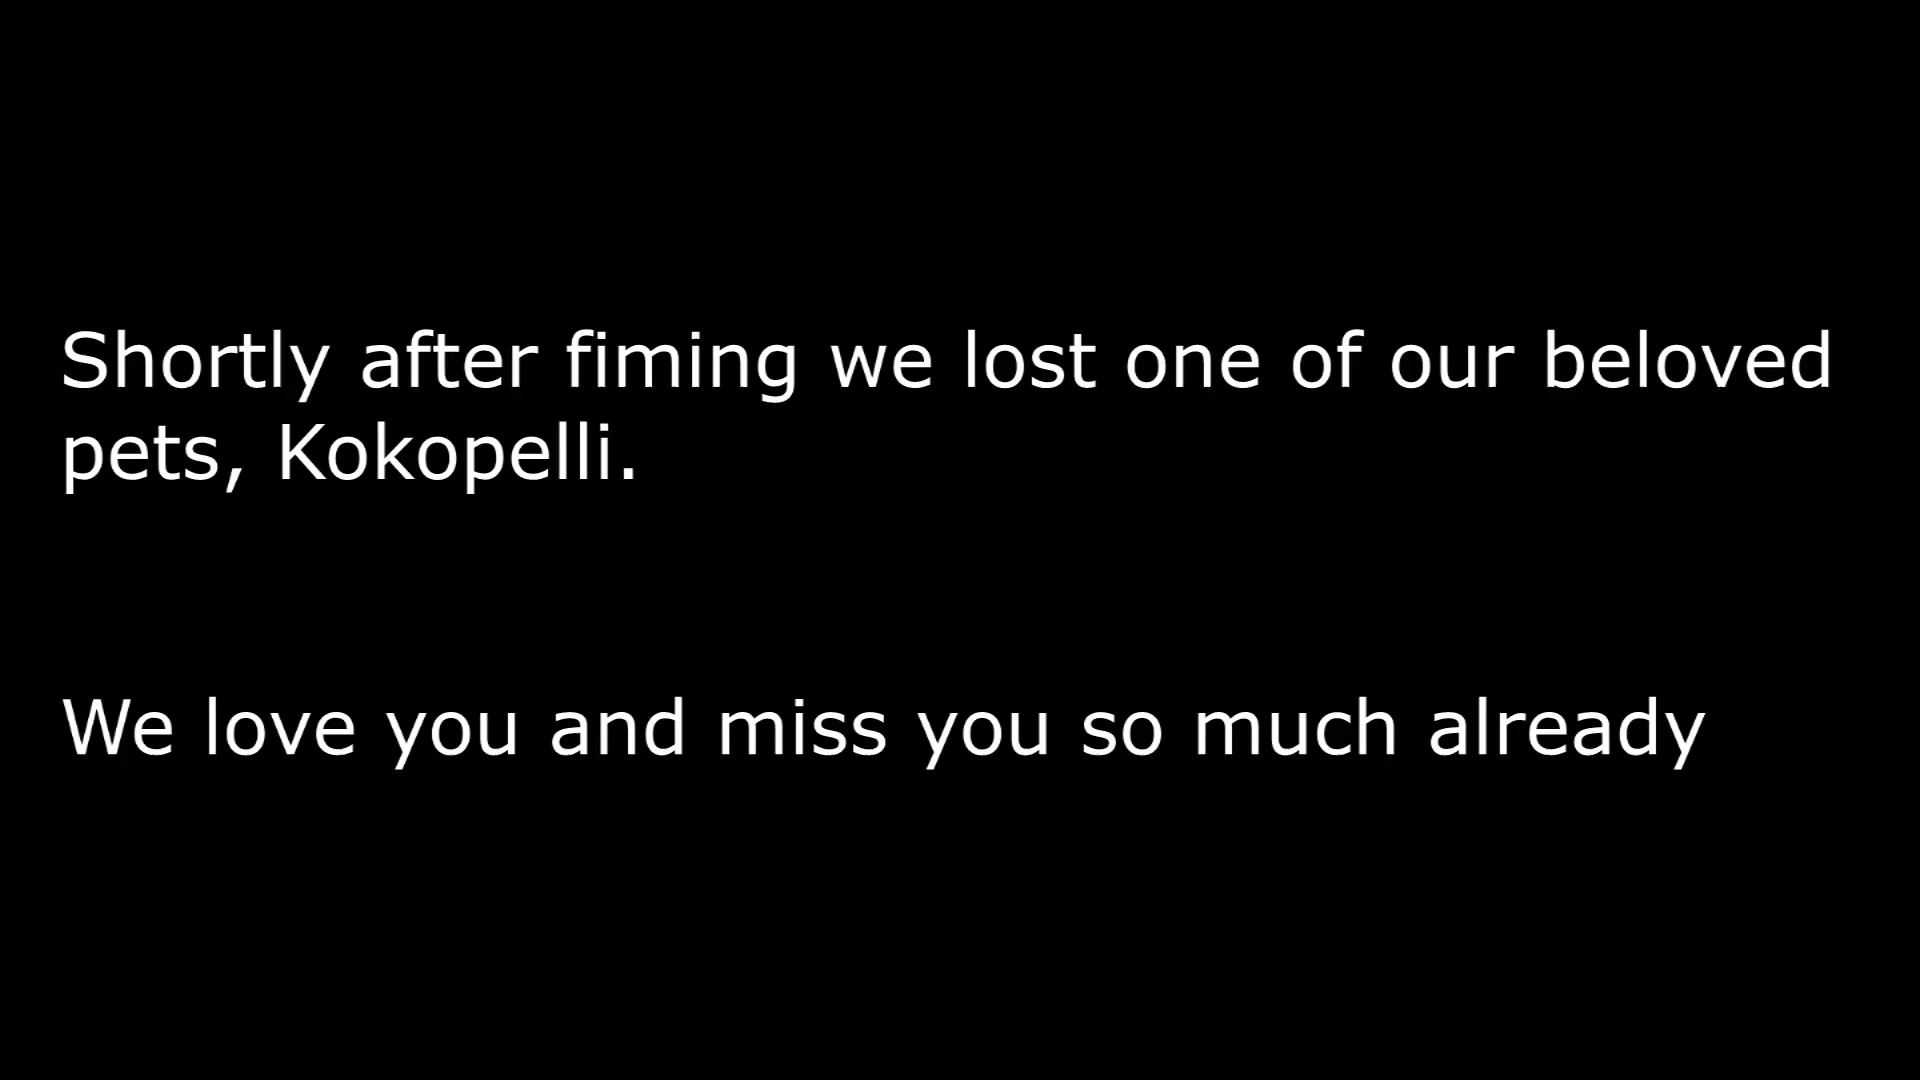 Shortly after fiming we lost one of our beloved
pets, Kokopelli.
We love you and miss you so much already